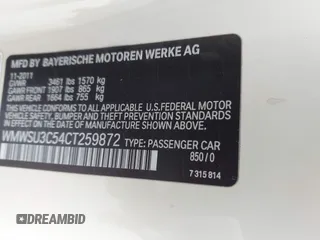 MFD BY BAYERISCHE MOTOREN WERKE AG
11-2011
GVWR 3461 lbs 1570 kg
GAWR FRONT 1907 lbs 865 kg
GAWR REAR 1664 lbs 755 kg
THIS VEHICLE CONFORMS TO ALL APPLICABLE U.S.FEDERAL MOTOR
VEHICLE SAFETY, BUMPER, AND THEFT PREVENTION STANDARDS
IN EFFECT ON THE DATE OF MANUFACTURE SHOWN ABOVE.
WMWSU3C54CT259872 TYPE: PASSENGER CAR
850/0
7 315 814
DEALERSHIP